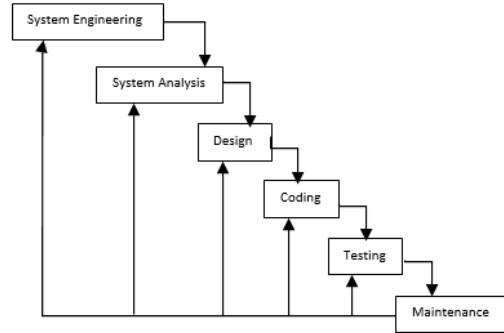 System Engineering
System Analysis
Design
Coding
Testing
Maintenance